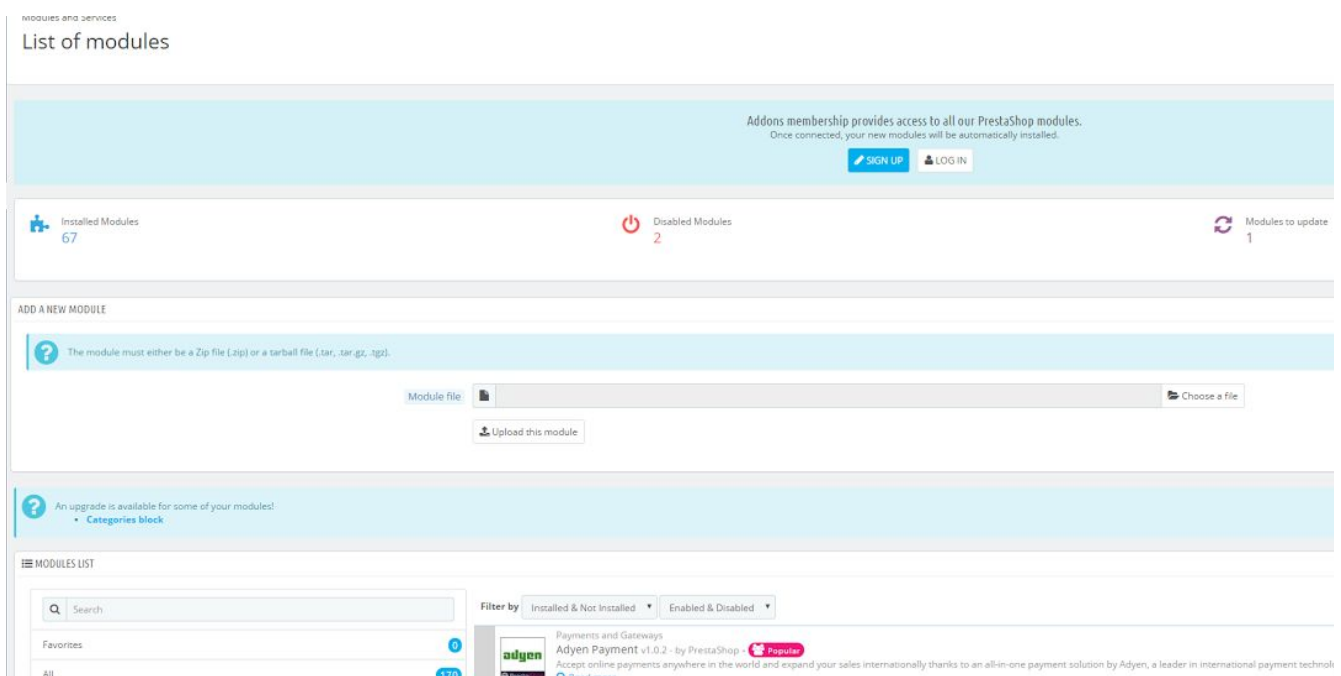 Modules and Services
List of modules
Addons membership provides access to all our PrestaShop modules.
Once connected, your new modules will be automatically installed.
SIGN UP
LOG IN
Installed Modules
67
Disabled Modules
2
Modules to update
1
ADD A NEW MODULE
The module must either be a Zip file (.zip) or a tarball file (.tar, .tar.gz, .tgz).
Module file
Choose a file
Upload this module
An upgrade is available for some of your modules!
• Categories block
MODULES LIST
Search
Filter by Installed & Not Installed Enabled & Disabled
Favorites 0
All 170
Payments and Gateways
adyen
Adyen Payment v1.0.2 - by PrestaShop - Popular
Accept online payments anywhere in the world and expand your sales internationally thanks to an all-in-one payment solution by Adyen, a leader in international payment technol